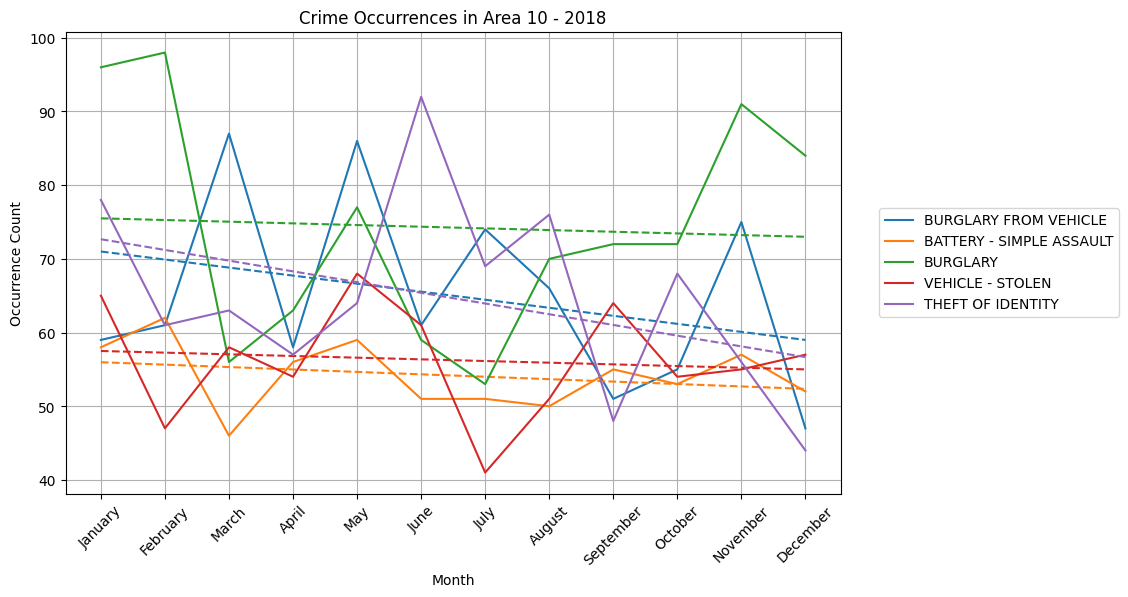 Crime Occurrences in Area 10 - 2018
Occurrence Count
100
90
80
70
60
50
40
January
February
March
April
May
June
July
August
September
October
November
December
Month
BURGLARY FROM VEHICLE
BATTERY - SIMPLE ASSAULT
BURGLARY
VEHICLE - STOLEN
THEFT OF IDENTITY